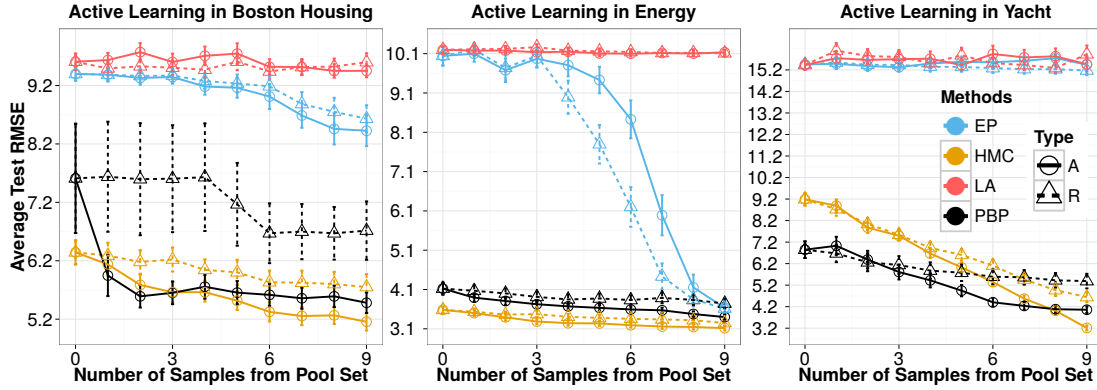 Active Learning in Boston Housing
Active Learning in Energy
Active Learning in Yacht
Average Test RMSE
9.2
8.2
7.2
6.2
5.2
0
3
6
9
Number of Samples from Pool Set
10.1
9.1
8.1
7.1
6.1
5.1
4.1
3.1
0
3
6
9
Number of Samples from Pool Set
15.2
14.2
13.2
12.2
11.2
10.2
9.2
8.2
7.2
6.2
5.2
4.2
3.2
0
3
6
9
Number of Samples from Pool Set
Methods
EP
HMC
LA
PBP
Type
A
R